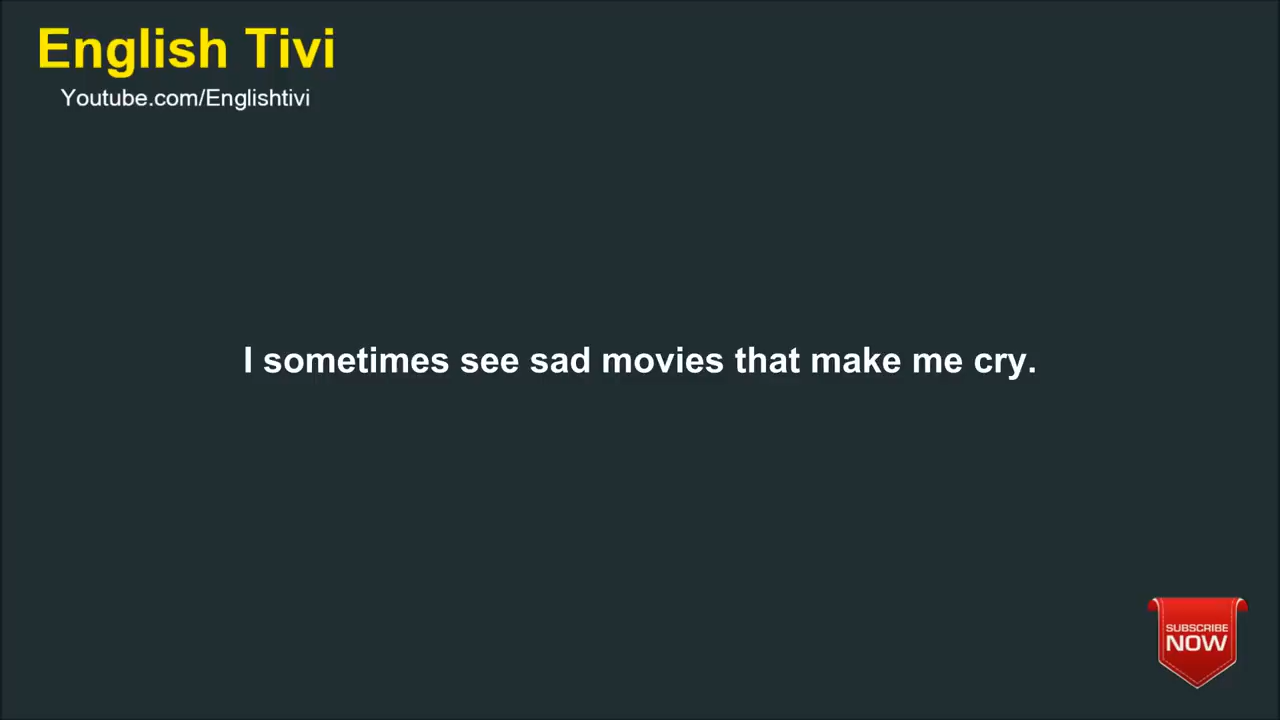 English Tivi
Youtube.com/Englishtivi
I sometimes see sad movies that make me cry.
SUBSCRIBE
NOW